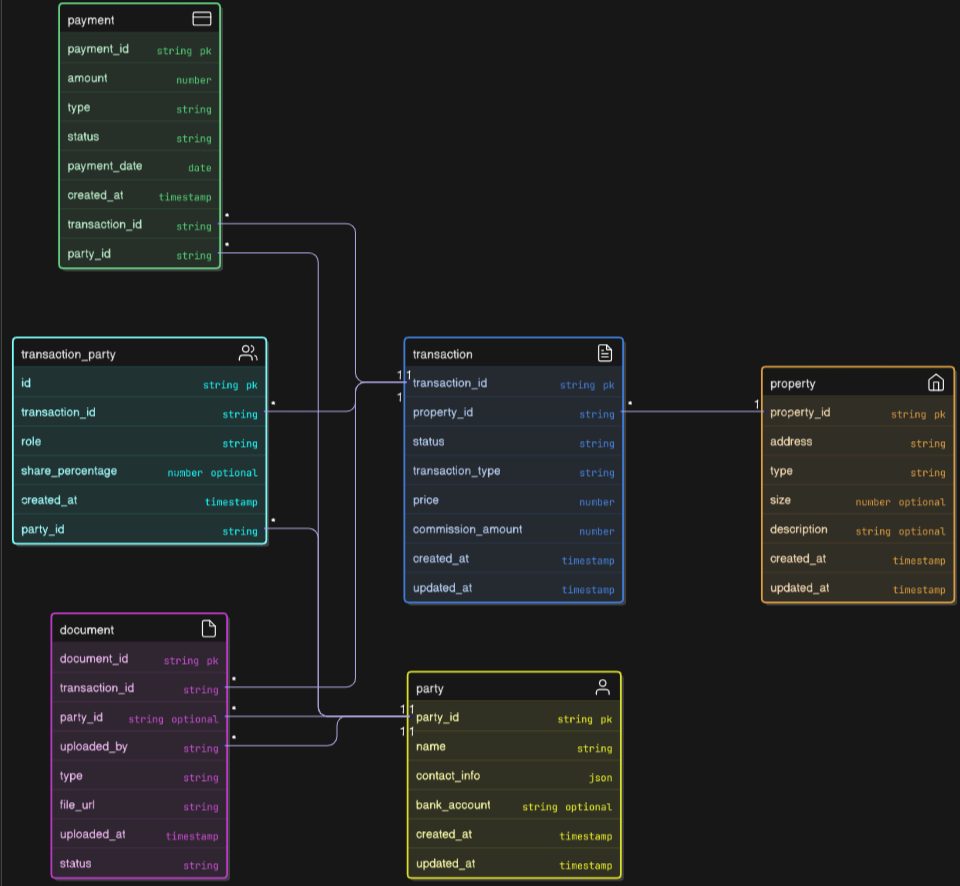 payment
payment_id string pk
amount number
type string
status string
payment_date date
created_at timestamp
transaction_id string
party_id string
*
*
transaction_party
id string pk
transaction_id string
role string
share_percentage number optional
created_at timestamp
party_id string
*
*
transaction
transaction_id string pk
property_id string
status string
transaction_type string
price number
commission_amount number
created_at timestamp
updated_at timestamp
1 1
1
*
1
property
property_id string pk
address string
type string
size number optional
description string optional
created_at timestamp
updated_at timestamp
document
document_id string pk
transaction_id string
party_id string optional
uploaded_by string
type string
file_url string
uploaded_at timestamp
status string
*
*
*
party
party_id string pk
name string
contact_info json
bank_account string optional
created_at timestamp
updated_at timestamp
1 1
1 1